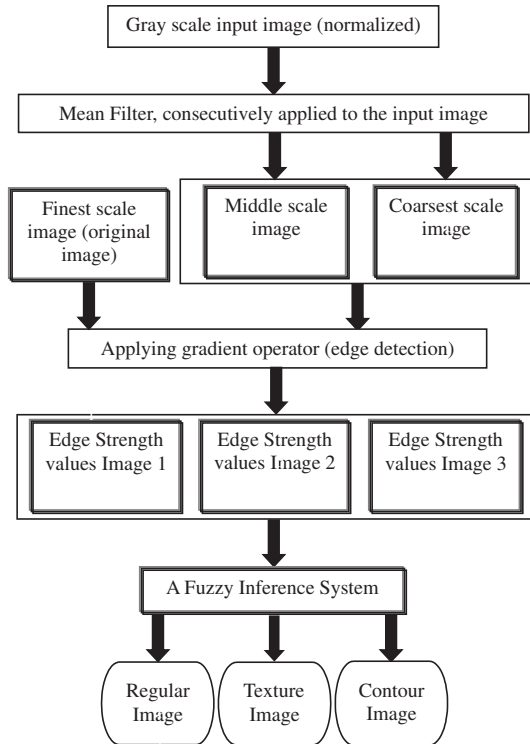 Gray scale input image (normalized)
Mean Filter, consecutively applied to the input image
Finest scale
image (original
image)
Middle scale
image
Coarsest scale
image
Applying gradient operator (edge detection)
Edge Strength
values Image 1
Edge Strength
values Image 2
Edge Strength
values Image 3
A Fuzzy Inference System
Regular
Image
Texture
Image
Contour
Image